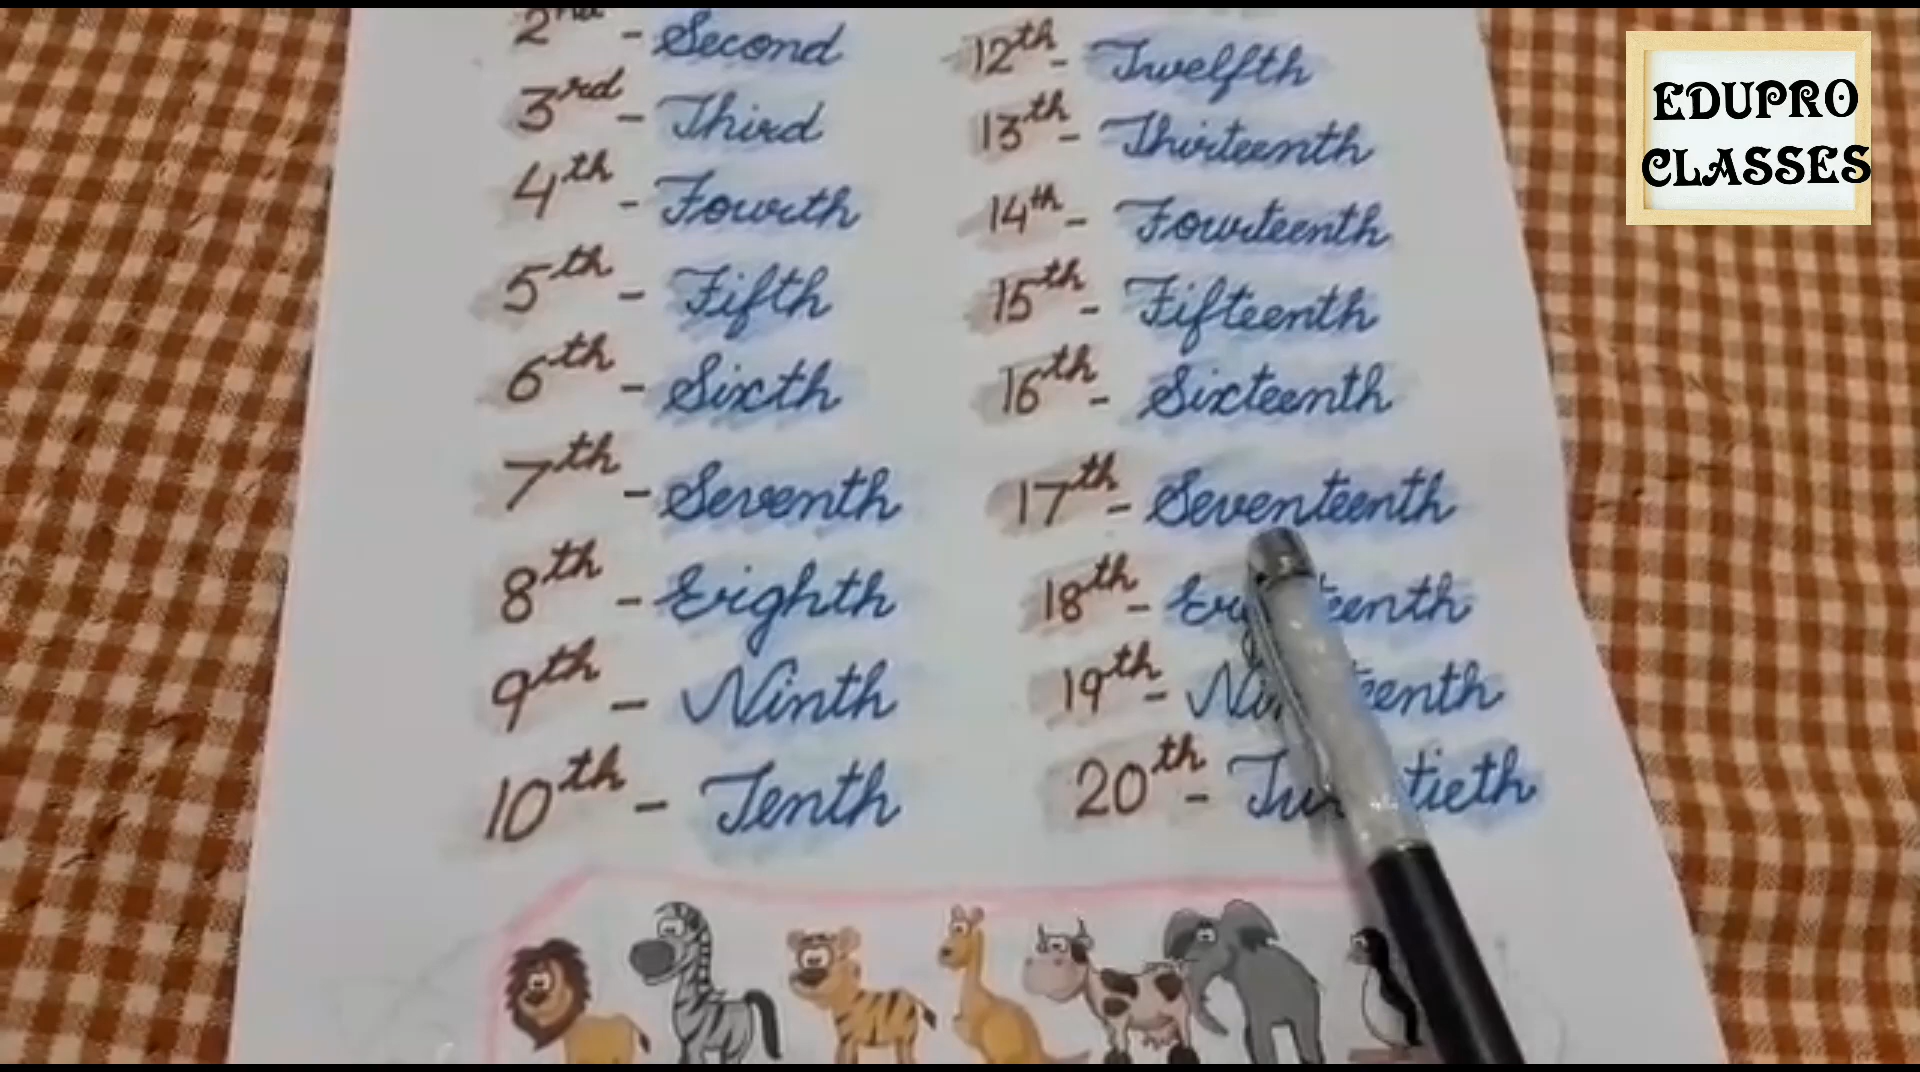 2nd - Second
3rd - Third
4th - Fourth
5th - Fifth
6th - Sixth
7th - Seventh
8th - Eighth
9th - Ninth
10th - Tenth
12th - Twelfth
13th - Thirteenth
14th - Fourteenth
15th - Fifteenth
16th - Sixteenth
17th - Seventeenth
18th -
19th -
20th -
EDUPRO
CLASSES